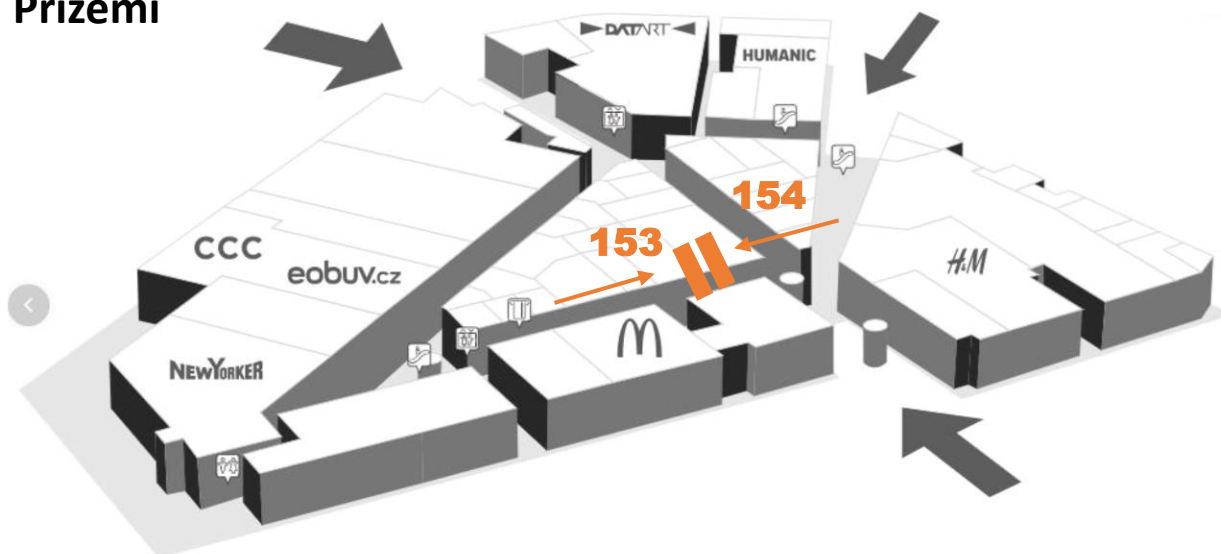 Přízemí
DATART
HUMANIC
154
153
CCC
eobuv.cz
H&M
NEWYORKER